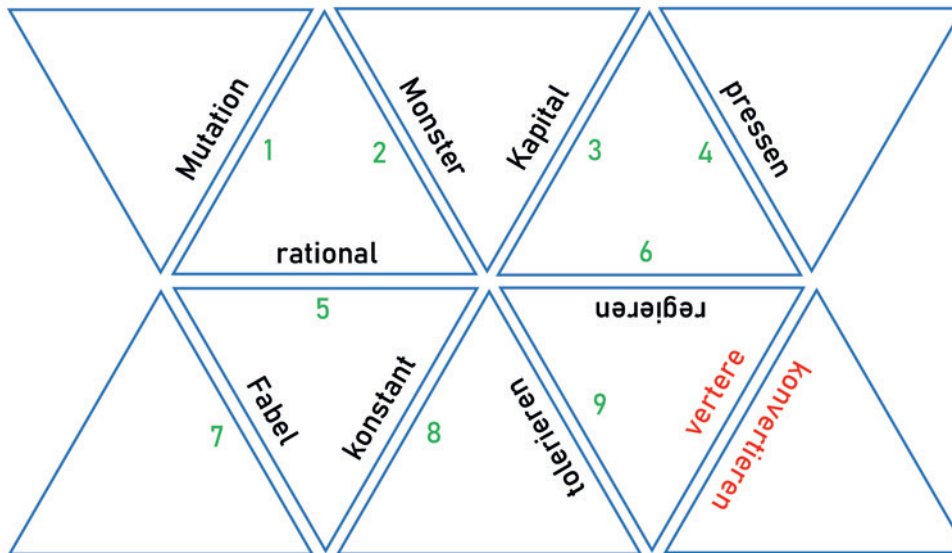 Mutation
1
2
Monster
Kapital
3
4
pressen
rational
6
5
regieren
Fabel
7
konstant
8
tolerieren
9
vertere
konvertieren